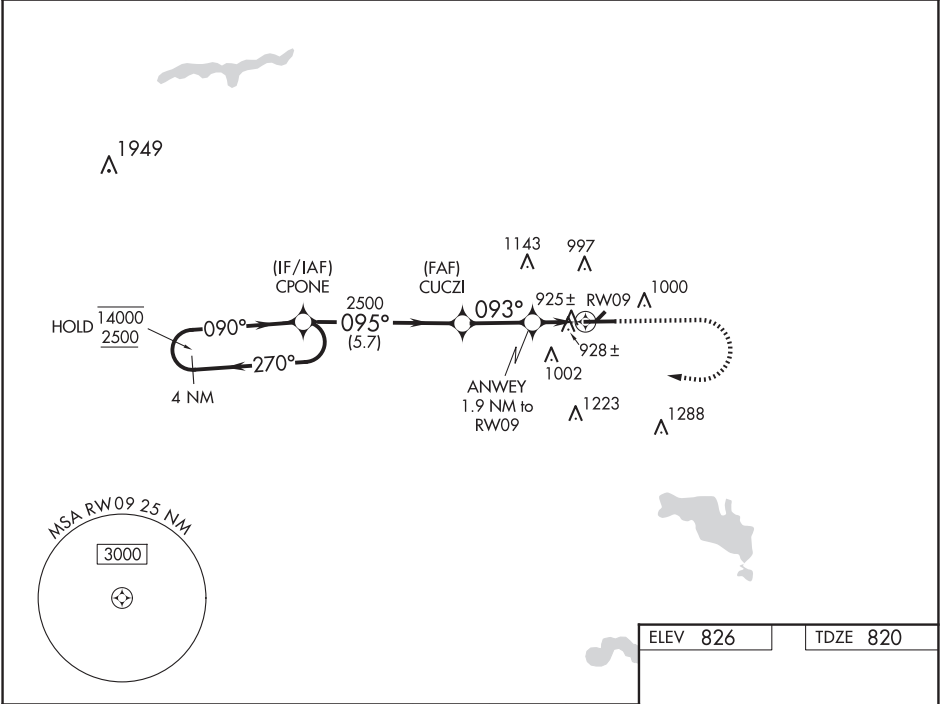 1949
(IF/IAF)
CPONE
HOLD
14000
2500
090°
270°
4 NM
2500
095°
(5.7)
(FAF)
CUCZI
093°
1143
997
925±
RW09
1000
928±
1002
ANWEY
1.9 NM to
RW09
1223
1288
MSA RW09 25 NM
3000
ELEV 826
TDZE 820